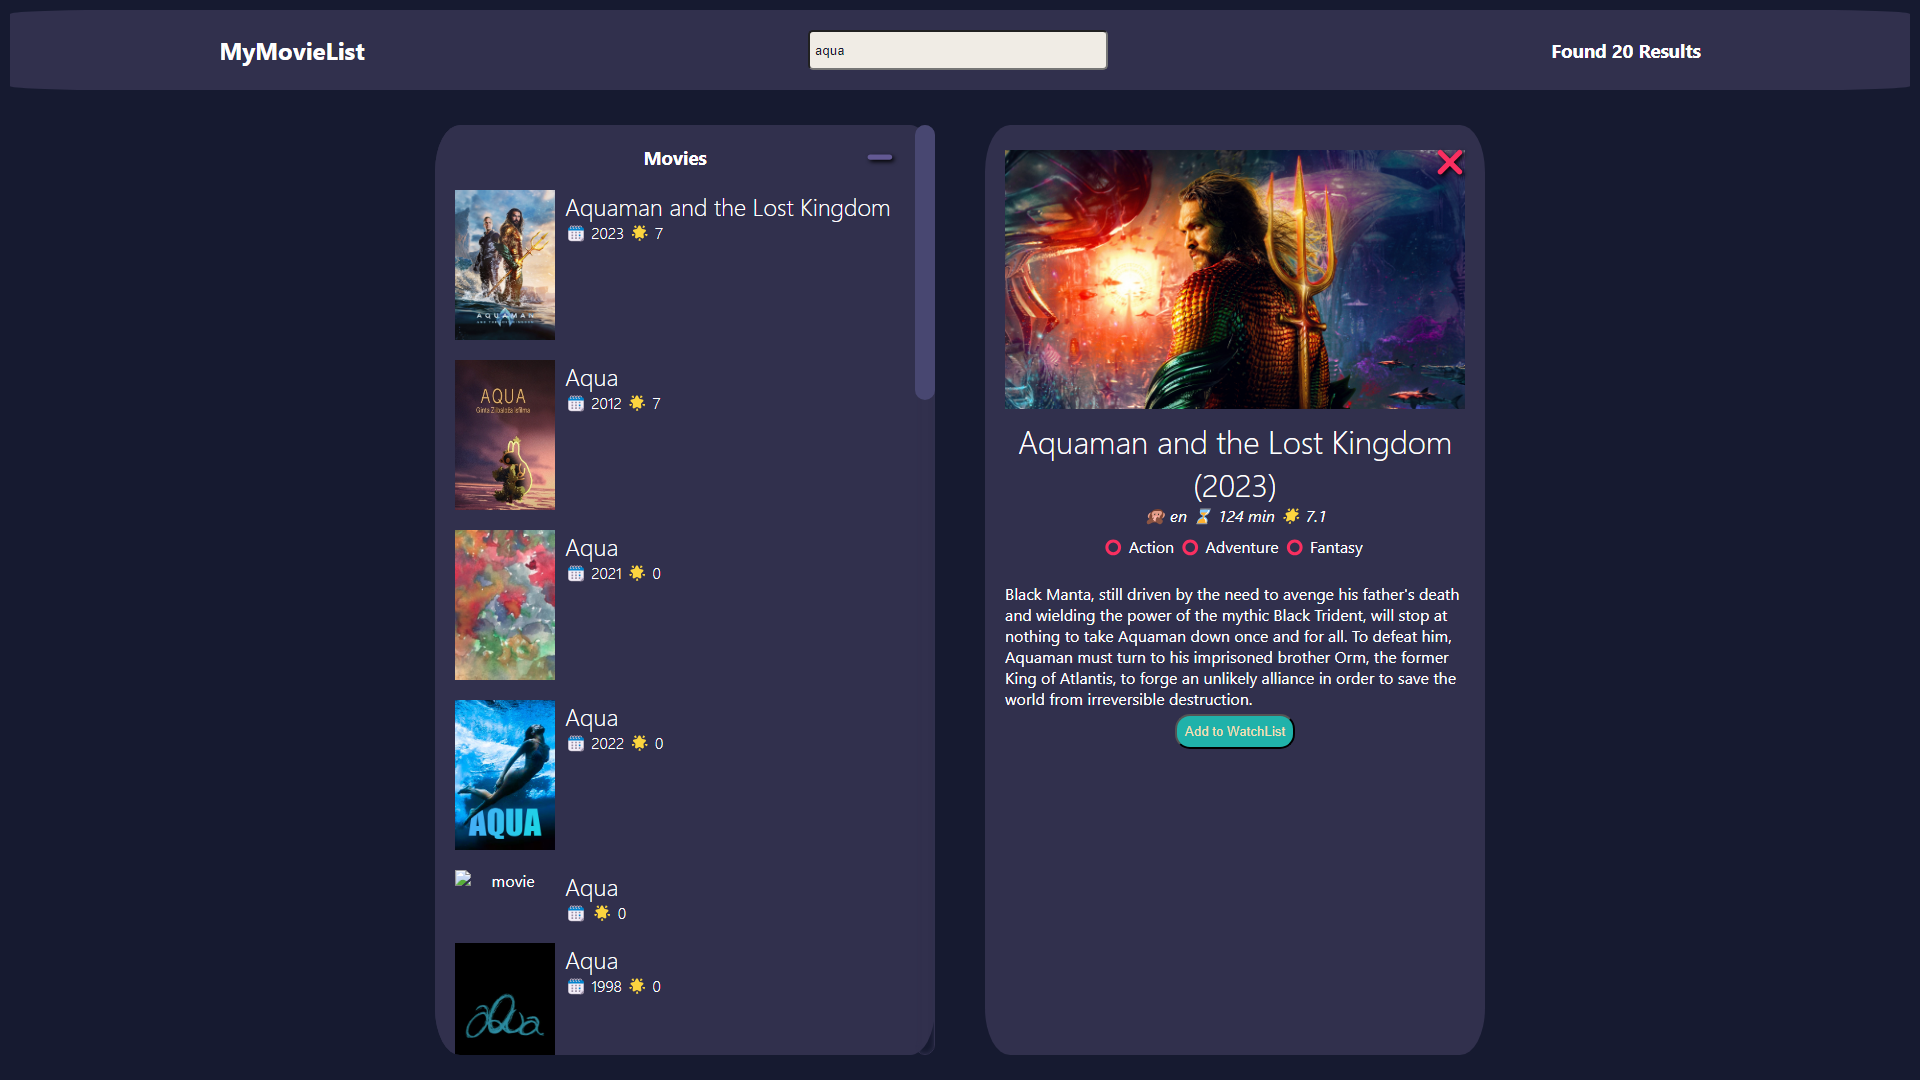 MyMovieList
aqua
Found 20 Results
Movies
Aquaman and the Lost Kingdom
2023 7
AQUAMAN
Aqua
2012 7
AQUA
Aqua
2021 0
Aqua
2022 0
AQUA
movie
Aqua
0
Aqua
1998 0
aQua
Aquaman and the Lost Kingdom
(2023)
en 124 min 7.1
Action Adventure Fantasy
Black Manta, still driven by the need to avenge his father's death
and wielding the power of the mythic Black Trident, will stop at
nothing to take Aquaman down once and for all. To defeat him,
Aquaman must turn to his imprisoned brother Orm, the former
King of Atlantis, to forge an unlikely alliance in order to save the
world from irreversible destruction.
Add to WatchList